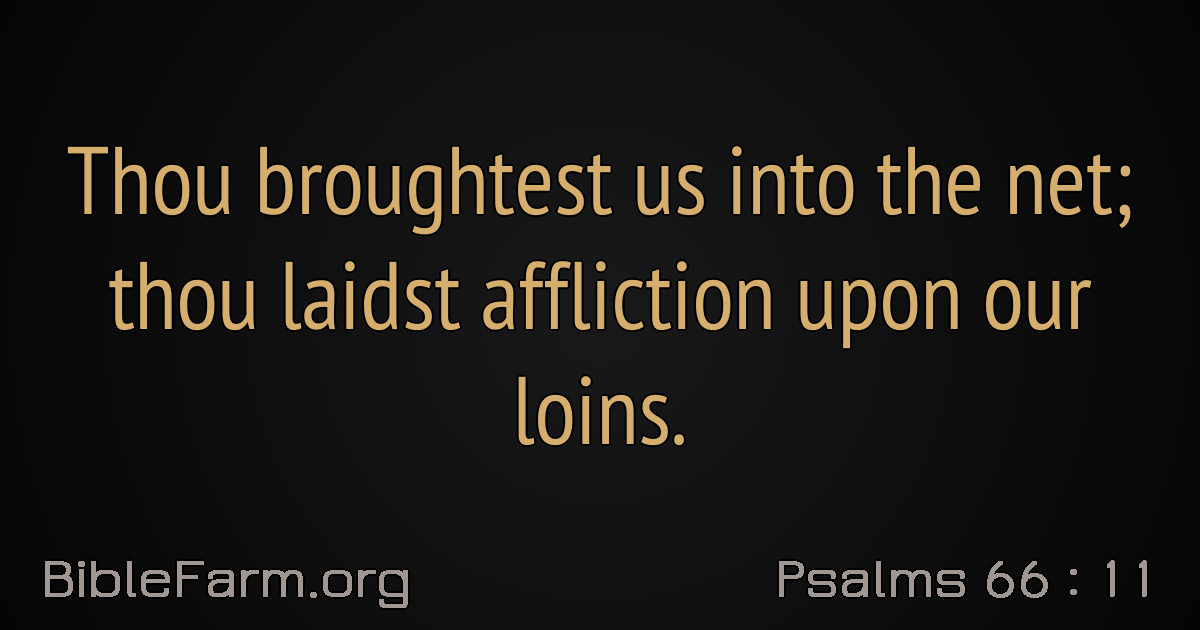 Thou broughtest us into the net;
thou laidst affliction upon our
loins.
BibleFarm.org
Psalms 66 : 11